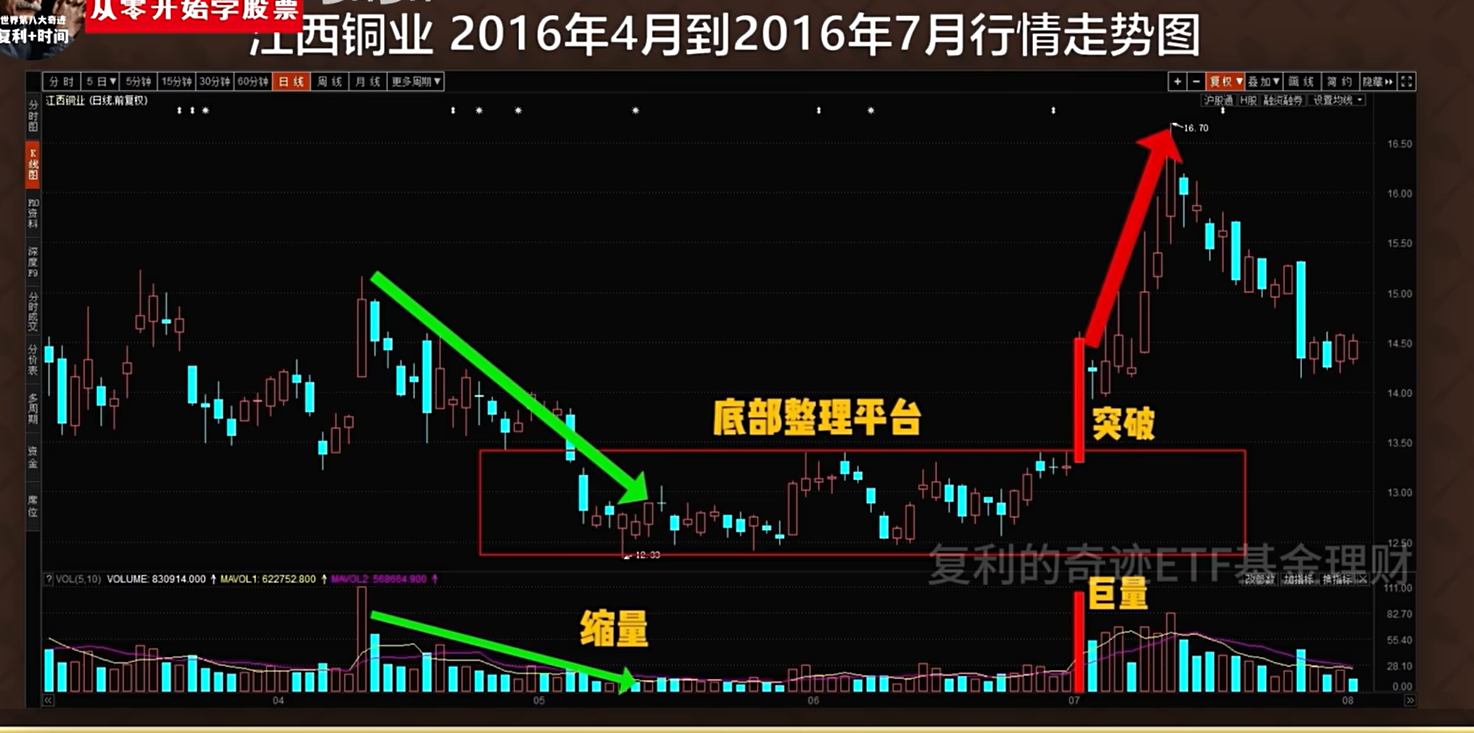 从零开始学股票
世界第八大奇迹
复利+时间
江西铜业 2016年4月到2016年7月行情走势图
分时 5日▼ 5分钟 15分钟 30分钟 60分钟 日线 周线 月线 更多周期▼
+ - 复权▼ 叠加▼ 画线 简约 隐藏
江西铜业 (日线.前复权)
沪股通 H股 融资融券 设置均线
分时图
K线图
F10资料
深度F9
分时成交
分价表
多周期
资金
席位
16.70
16.50
16.00
15.50
15.00
14.50
14.00
13.50
13.00
12.50
底部整理平台
突破
复利的奇迹ETF基金理财
? VOL(5,10) VOLUME: 830914.000 ↑ MAVOL1: 622752.800 ↑ MAVOL2: 568664.900 ↑
改参数 加指标 换指标 ×
缩量
巨量
111.00
82.70
55.40
28.10
0.00
04 05 06 07 08